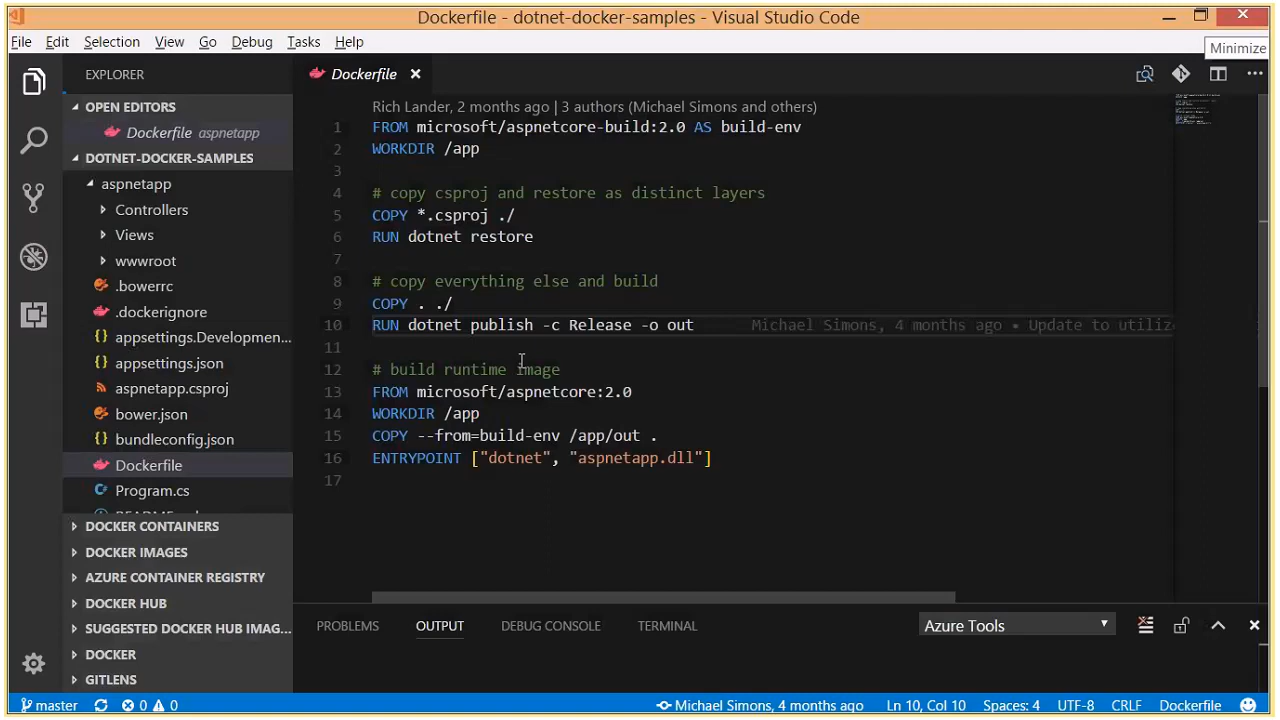 Dockerfile - dotnet-docker-samples - Visual Studio Code
File Edit Selection View Go Debug Tasks Help
Minimize
EXPLORER
OPEN EDITORS
Dockerfile aspnetapp
DOTNET-DOCKER-SAMPLES
aspnetapp
Controllers
Views
wwwroot
.bowerrc
.dockerignore
appsettings.Developmen...
appsettings.json
aspnetapp.csproj
bower.json
bundleconfig.json
Dockerfile
Program.cs
DOCKER CONTAINERS
DOCKER IMAGES
AZURE CONTAINER REGISTRY
DOCKER HUB
SUGGESTED DOCKER HUB IMAG...
DOCKER
GITLENS
Dockerfile
Rich Lander, 2 months ago | 3 authors (Michael Simons and others)
1 FROM microsoft/aspnetcore-build:2.0 AS build-env
2 WORKDIR /app
3
4 # copy csproj and restore as distinct layers
5 COPY *.csproj ./
6 RUN dotnet restore
7
8 # copy everything else and build
9 COPY . ./
10 RUN dotnet publish -c Release -o out Michael Simons, 4 months ago • Update to utiliz
11
12 # build runtime image
13 FROM microsoft/aspnetcore:2.0
14 WORKDIR /app
15 COPY --from=build-env /app/out .
16 ENTRYPOINT ["dotnet", "aspnetapp.dll"]
17
PROBLEMS OUTPUT DEBUG CONSOLE TERMINAL Azure Tools
master 0 0 Michael Simons, 4 months ago Ln 10, Col 10 Spaces: 4 UTF-8 CRLF Dockerfile